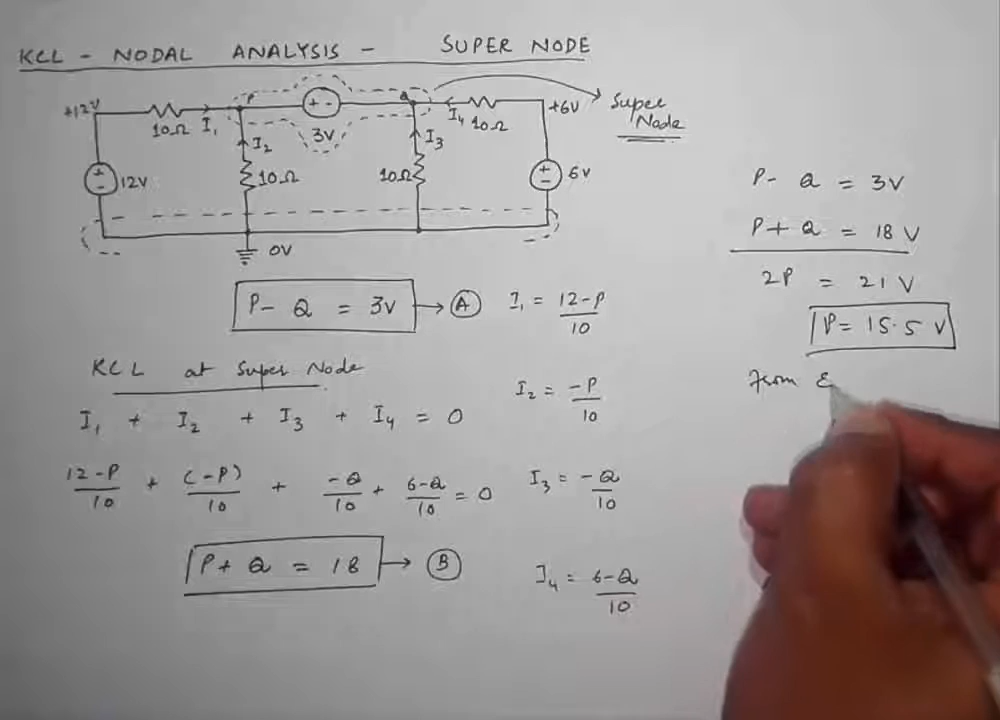 KCL - NODAL ANALYSIS - SUPER NODE
+12V 10Ω I₁ P + - 3V Q I₄ 10Ω +6V Super Node
I₂ I₃
+ - 12V 10Ω 10Ω + - 6V
0V
P - Q = 3V → A
I₁ = 12-P / 10
KCL at Super Node
I₂ = -P / 10
I₁ + I₂ + I₃ + I₄ = 0
12-P / 10 + (-P) / 10 + -Q / 10 + 6-Q / 10 = 0
I₃ = -Q / 10
P + Q = 18 → B
I₄ = 6-Q / 10
P - Q = 3V
P + Q = 18 V
2P = 21 V
P = 15.5 V
From E